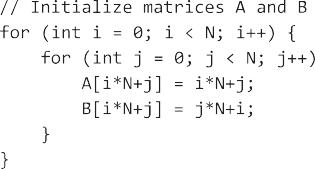 // Initialize matrices A and B
for (int i = 0; i < N; i++) {
    for (int j = 0; j < N; j++)
        A[i*N+j] = i*N+j;
        B[i*N+j] = j*N+i;
    }
}